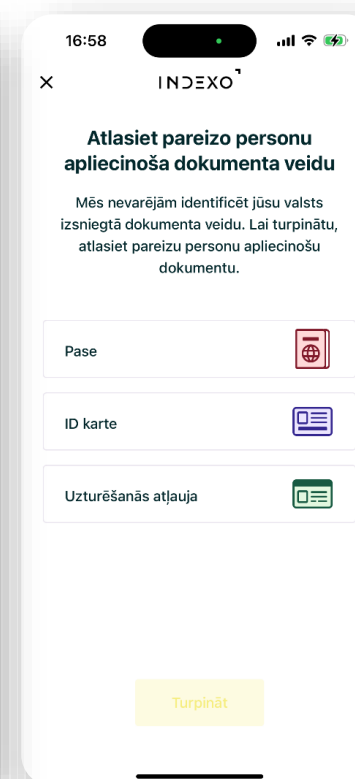 16:58
INDEXO
Atlasiet pareizo personu
apliecinoša dokumenta veidu
Mēs nevarējām identificēt jūsu valsts
izsniegtā dokumenta veidu. Lai turpinātu,
atlasiet pareizu personu apliecinošu
dokumentu.
Pase
ID karte
Uzturēšanās atļauja
Turpināt